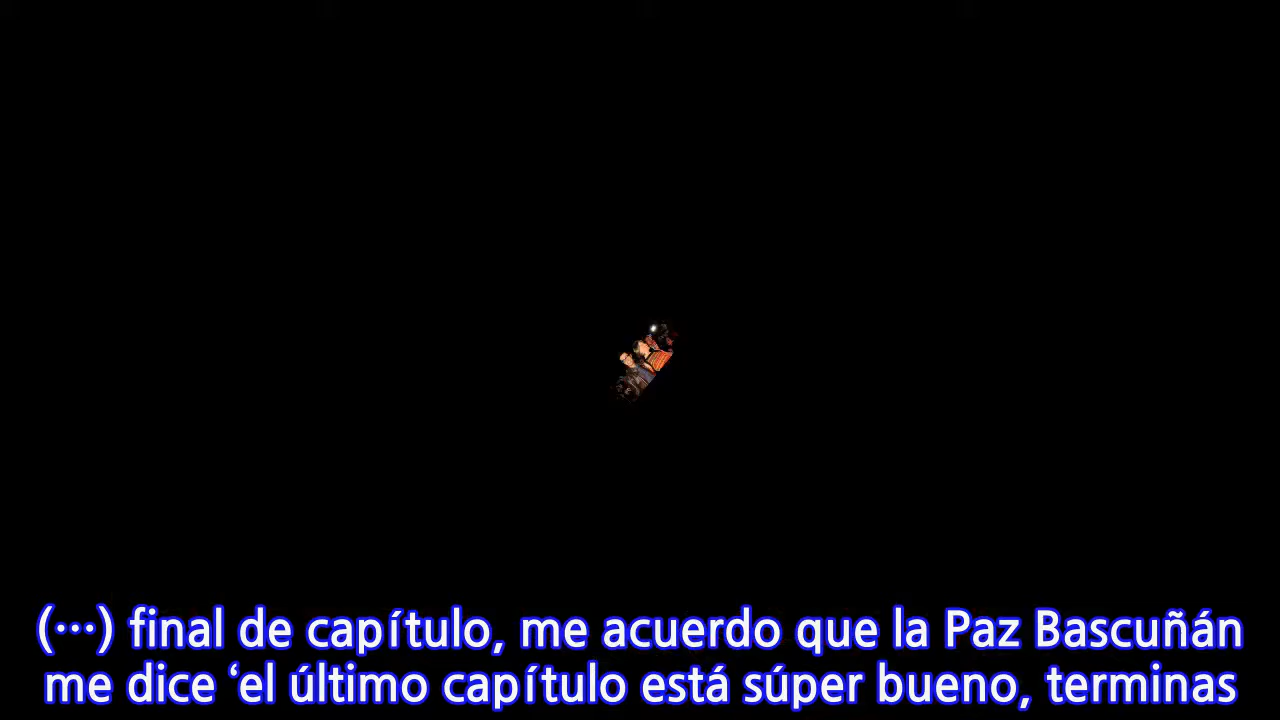 (…) final de capítulo, me acuerdo que la Paz Bascuñán
me dice ‘el último capítulo está súper bueno, terminas